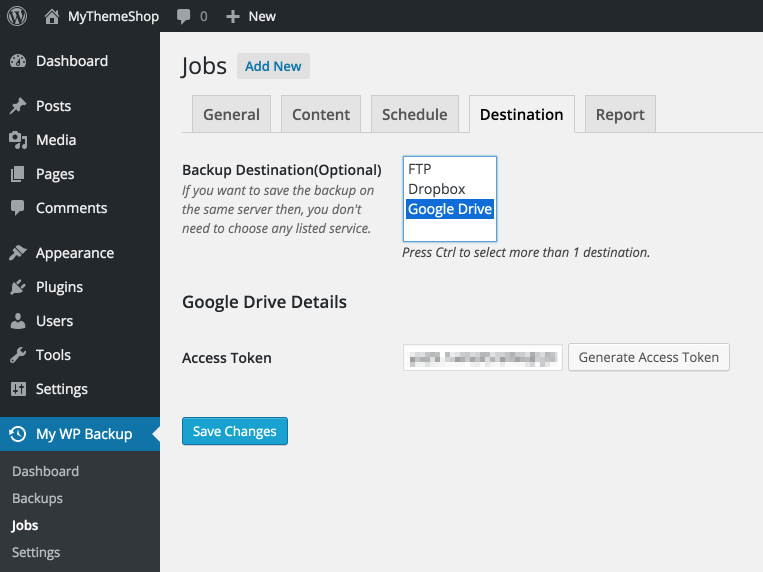 MyThemeShop 0 New
Dashboard
Posts
Media
Pages
Comments
Appearance
Plugins
Users
Tools
Settings
My WP Backup
Dashboard
Backups
Jobs
Settings
Jobs Add New
General Content Schedule Destination Report
Backup Destination(Optional)
If you want to save the backup on
the same server then, you don't
need to choose any listed service.
FTP
Dropbox
Google Drive
Press Ctrl to select more than 1 destination.
Google Drive Details
Access Token
Generate Access Token
Save Changes